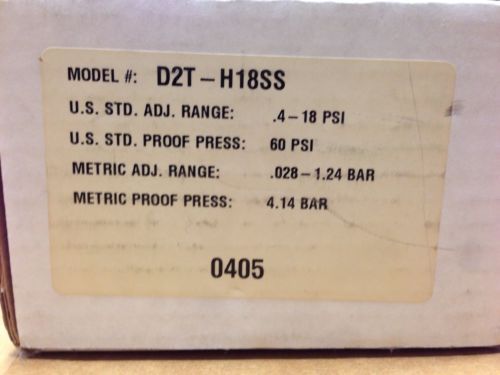 MODEL #: D2T-H18SS
U.S. STD. ADJ. RANGE: .4-18 PSI
U.S. STD. PROOF PRESS: 60 PSI
METRIC ADJ. RANGE: .028-1.24 BAR
METRIC PROOF PRESS: 4.14 BAR
0405